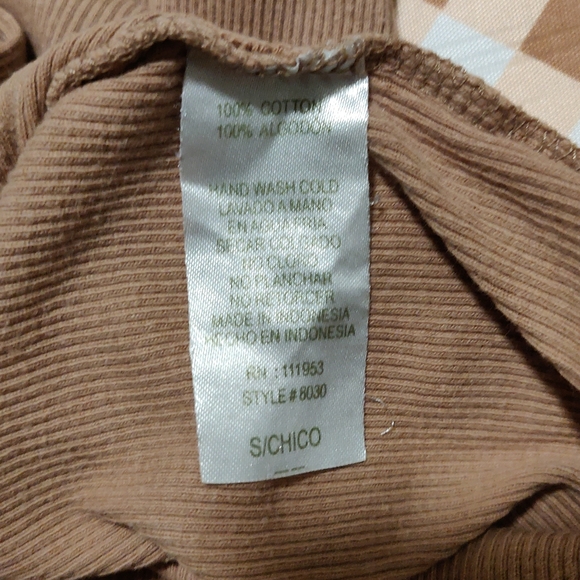 100% COTTON
100% ALGODON
HAND WASH COLD
LAVADO A MANO
EN AGUA FRIA
SECAR COLGADO
NO CLORO
NO PLANCHAR
NO RETORCER
MADE IN INDONESIA
HECHO EN INDONESIA
RN : 111953
STYLE # 8030
S/CHICO